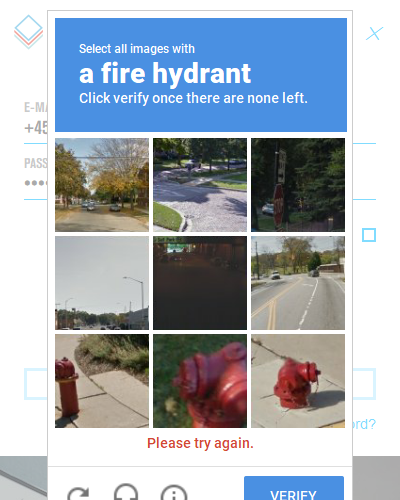 Select all images with
a fire hydrant
Click verify once there are none left.
E-MA
+45
PASS
Please try again.
ord?
VERIFY